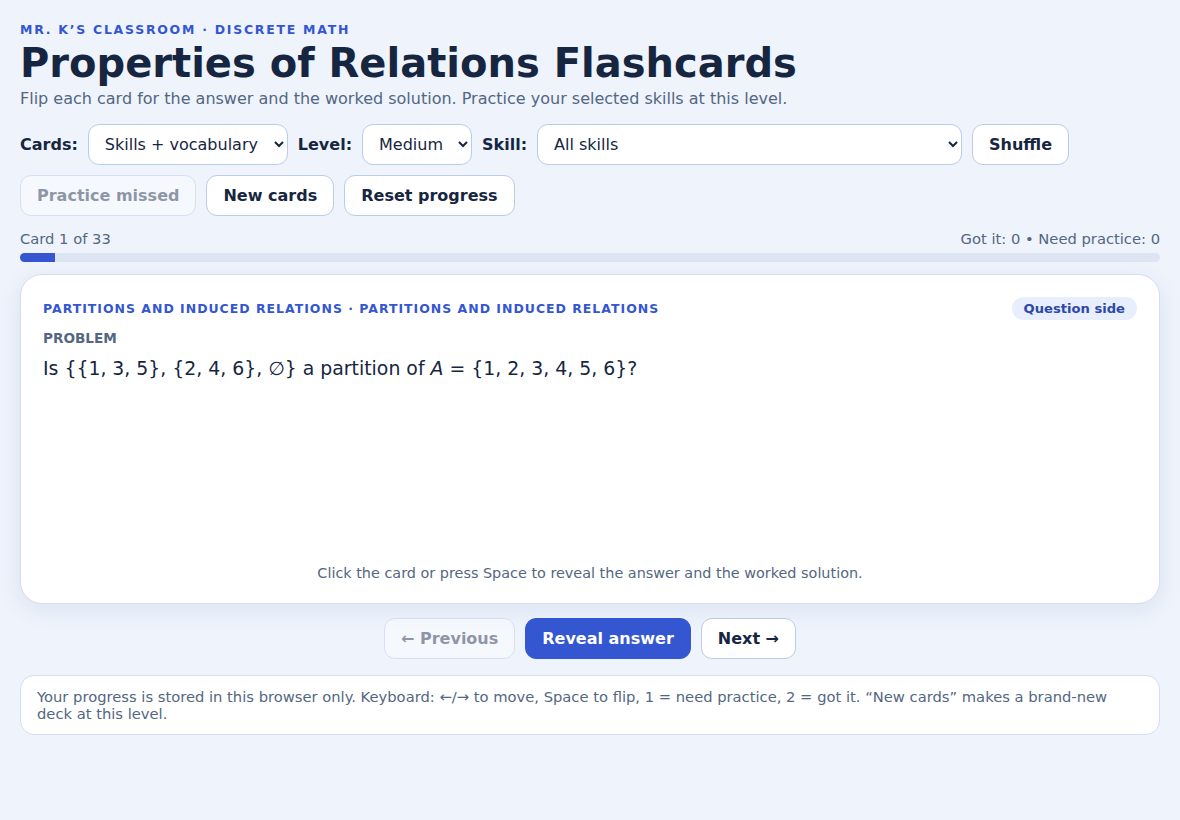 MR. K'S CLASSROOM · DISCRETE MATH
Properties of Relations Flashcards
Flip each card for the answer and the worked solution. Practice your selected skills at this level.
Cards: Skills + vocabulary Level: Medium Skill: All skills Shuffle
Practice missed New cards Reset progress
Card 1 of 33 Got it: 0 • Need practice: 0
PARTITIONS AND INDUCED RELATIONS · PARTITIONS AND INDUCED RELATIONS Question side
PROBLEM
Is {{1, 3, 5}, {2, 4, 6}, ∅} a partition of A = {1, 2, 3, 4, 5, 6}?
Click the card or press Space to reveal the answer and the worked solution.
← Previous Reveal answer Next →
Your progress is stored in this browser only. Keyboard: ←/→ to move, Space to flip, 1 = need practice, 2 = got it. “New cards” makes a brand-new
deck at this level.